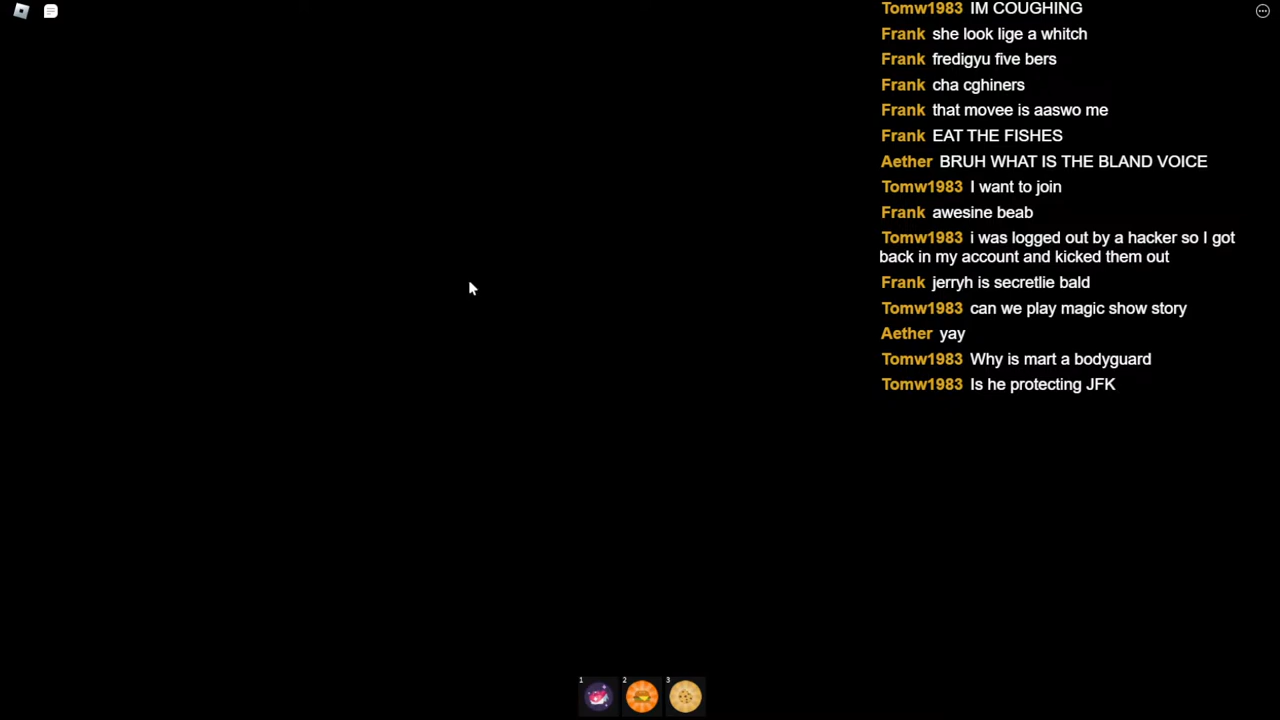 Tomw1983 IM COUGHING
Frank she look lige a whitch
Frank fredigyu five bers
Frank cha cghiners
Frank that movee is aaswo me
Frank EAT THE FISHES
Aether BRUH WHAT IS THE BLAND VOICE
Tomw1983 I want to join
Frank awesine beab
Tomw1983 i was logged out by a hacker so I got
back in my account and kicked them out
Frank jerryh is secretlie bald
Tomw1983 can we play magic show story
Aether yay
Tomw1983 Why is mart a bodyguard
Tomw1983 Is he protecting JFK
1 2 3